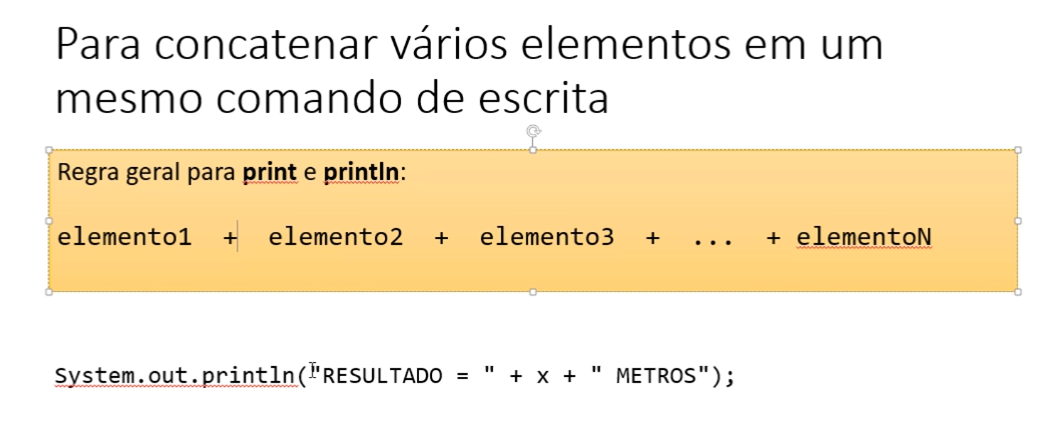 Para concatenar vários elementos em um
mesmo comando de escrita
Regra geral para print e println:
elemento1 + elemento2 + elemento3 + ... + elementoN
System.out.println("RESULTADO = " + x + " METROS");